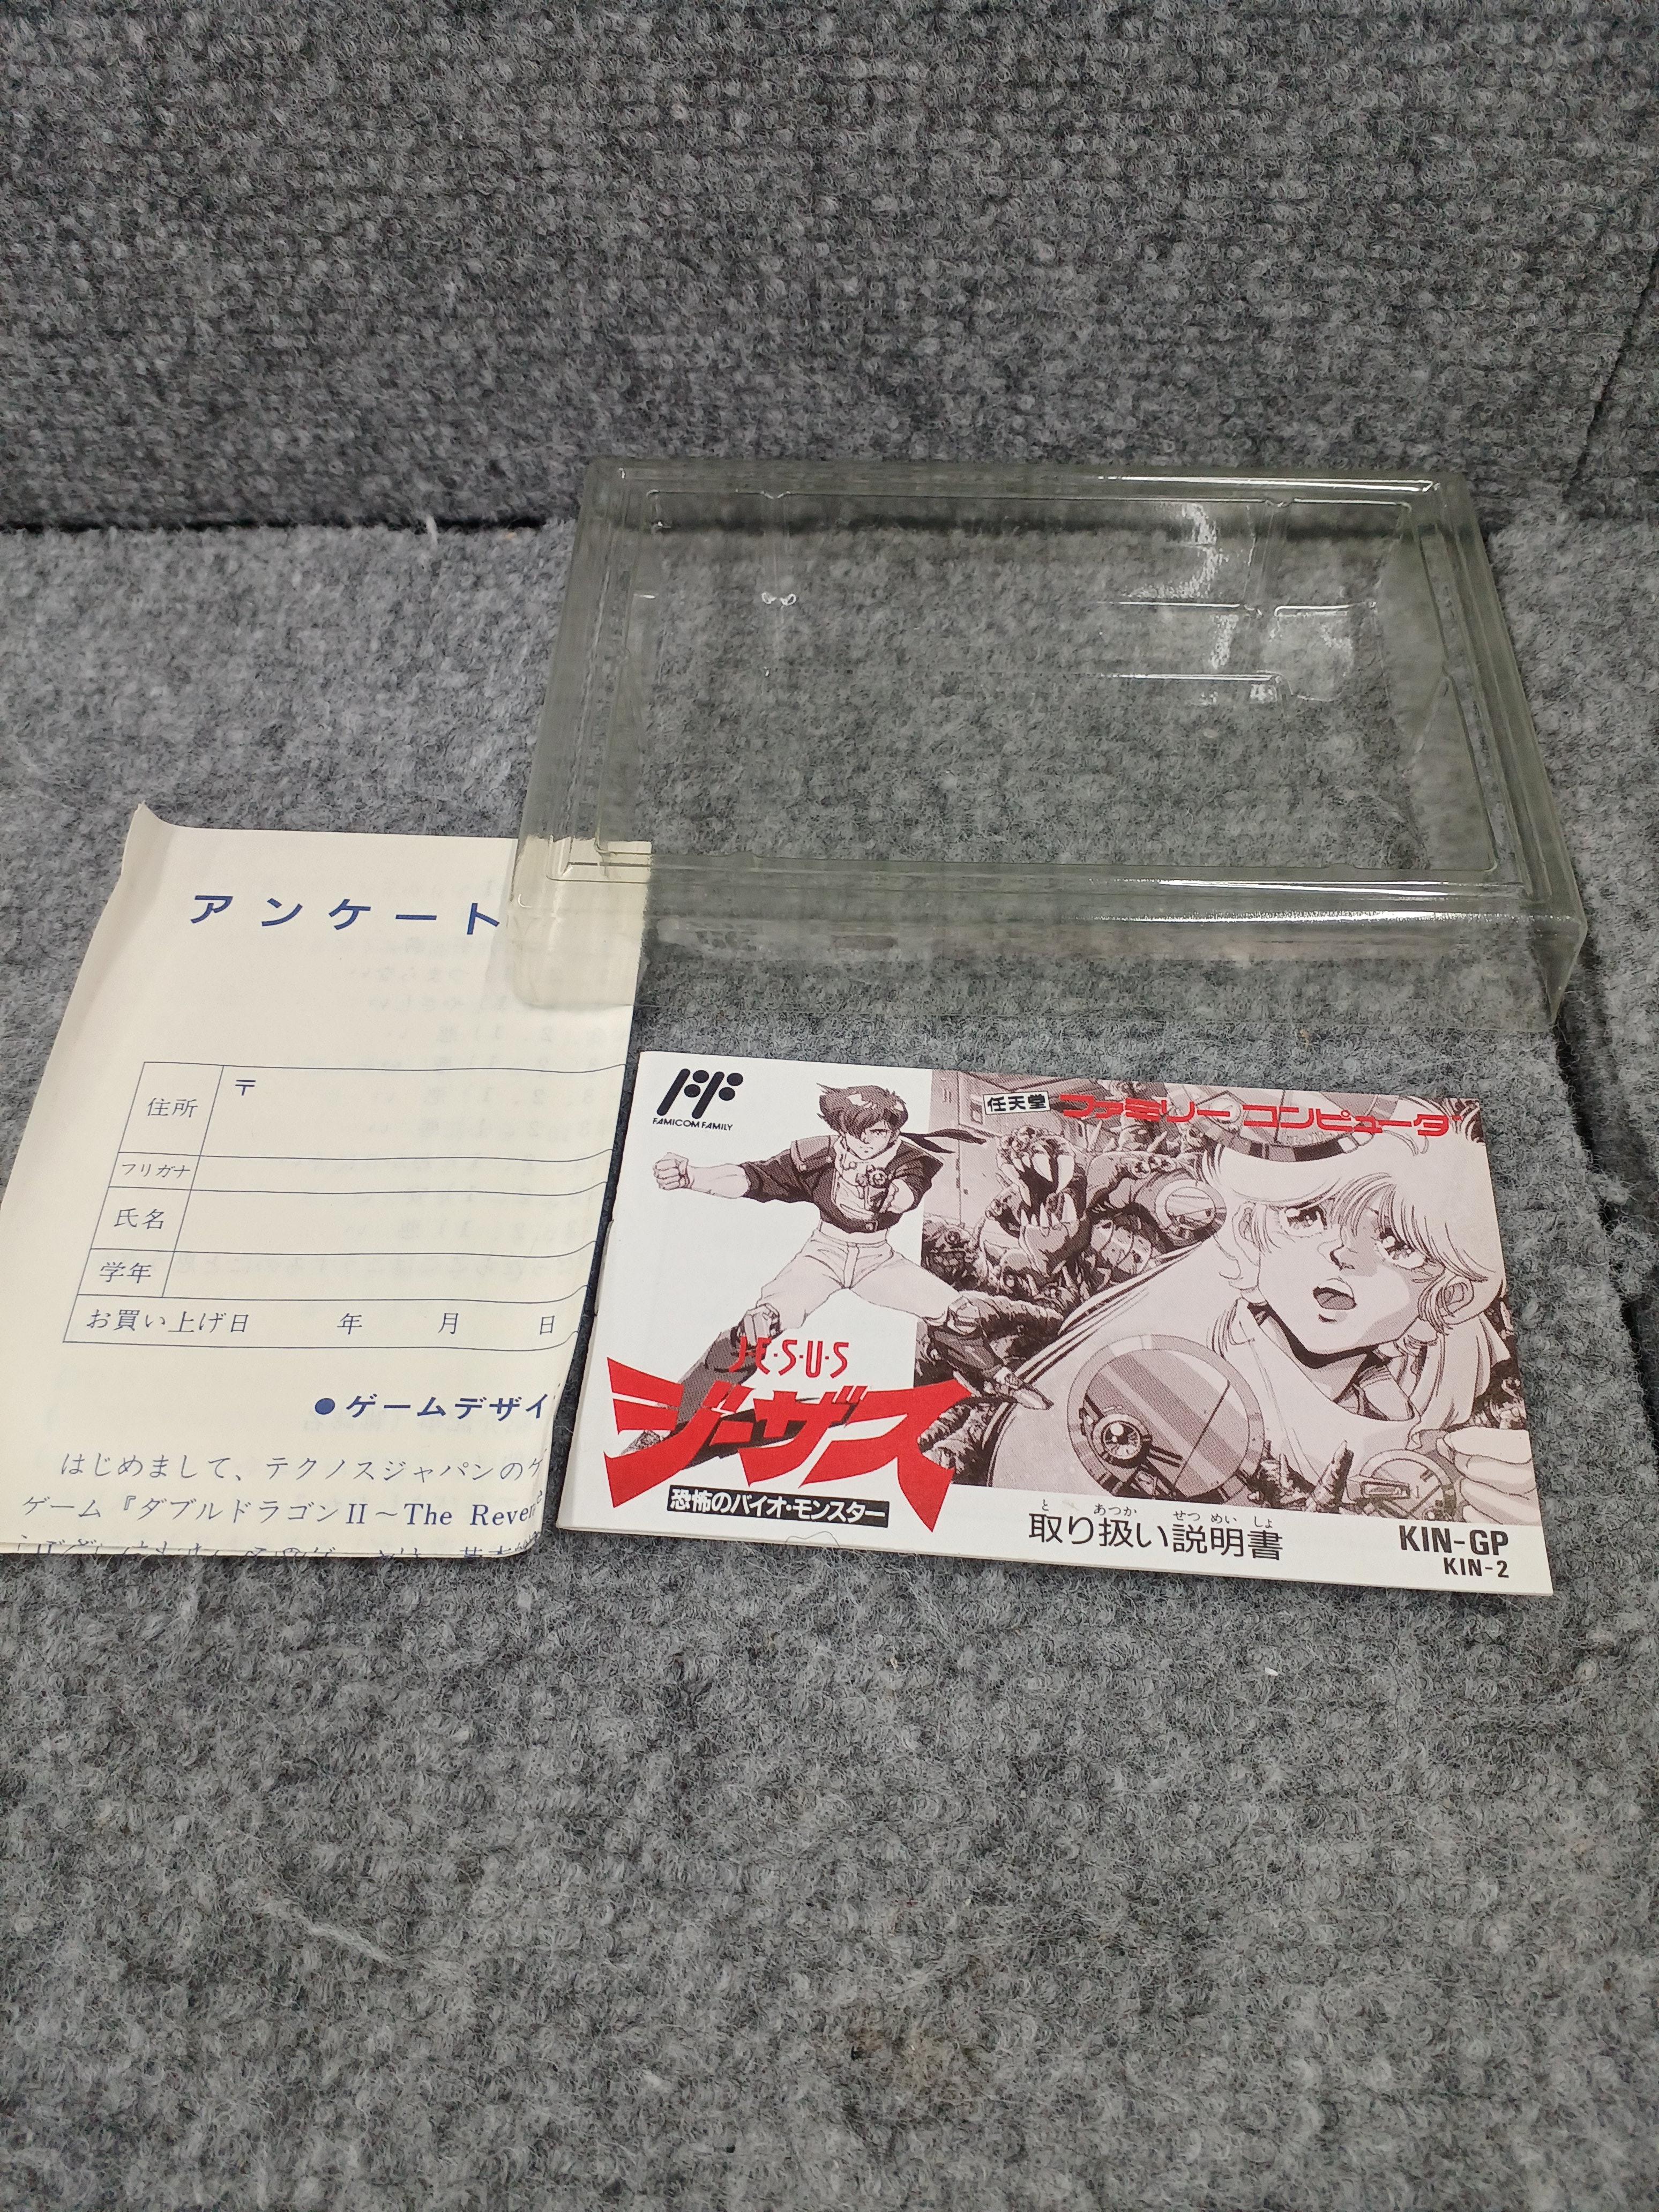 アンケート
住所
〒
フリガナ
氏名
学年
お買い上げ日 年 月 日
●ゲームデザイ
はじめまして、テクノスジャパンのゲ
ゲーム『ダブルドラゴンII～The Reven
FF
FAMICOM FAMILY
任天堂 ファミリーコンピュータ
J・E・S・U・S
ジーザス
恐怖のバイオ・モンスター
と あつか せつ めい しょ
取り扱い説明書
KIN-GP
KIN-2